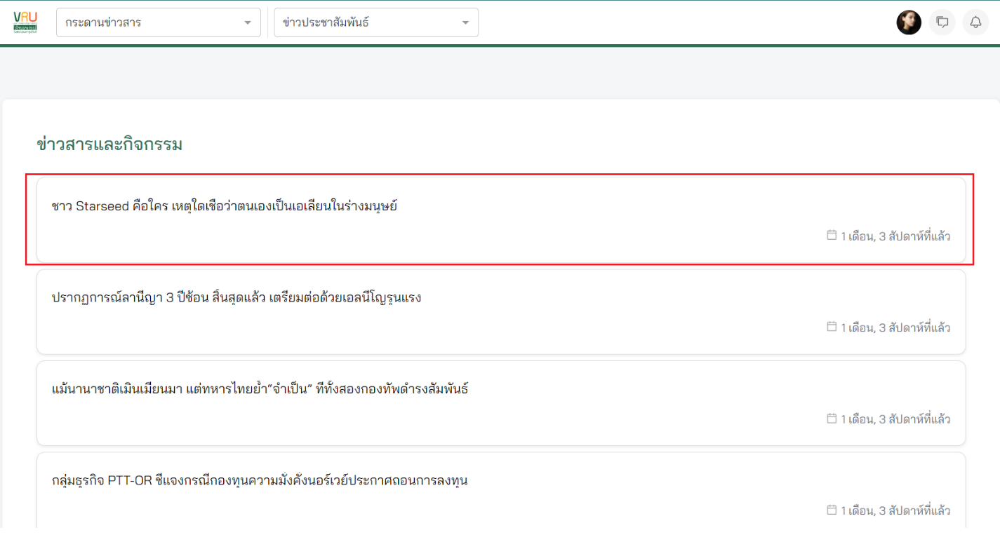 VRU
กระดานข่าวสาร
ข่าวประชาสัมพันธ์
ข่าวสารและกิจกรรม
ชาว Starseed คือใคร เหตุใดเชื่อว่าตนเองเป็นเอเลียนในร่างมนุษย์
1 เดือน, 3 สัปดาห์ที่แล้ว
ปรากฏการณ์ลานีญา 3 ปีซ้อน สิ้นสุดแล้ว เตรียมต่อด้วยเอลนีโญรุนแรง
1 เดือน, 3 สัปดาห์ที่แล้ว
แม้นานาชาติเมินเมียนมา แต่ทหารไทยย้ำ“จำเป็น” ที่ทั้งสองกองทัพดำรงสัมพันธ์
1 เดือน, 3 สัปดาห์ที่แล้ว
กลุ่มธุรกิจ PTT-OR ชี้แจงกรณีกองทุนความมั่งคั่งนอร์เวย์ประกาศถอนการลงทุน
1 เดือน, 3 สัปดาห์ที่แล้ว